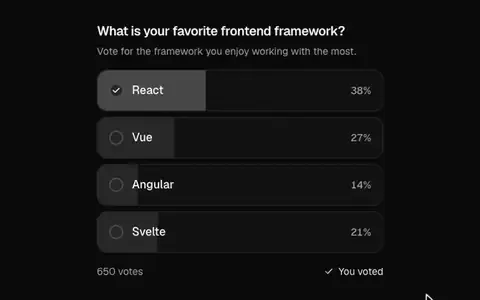 What is your favorite frontend framework?
Vote for the framework you enjoy working with the most.
React 38%
Vue 27%
Angular 14%
Svelte 21%
650 votes You voted